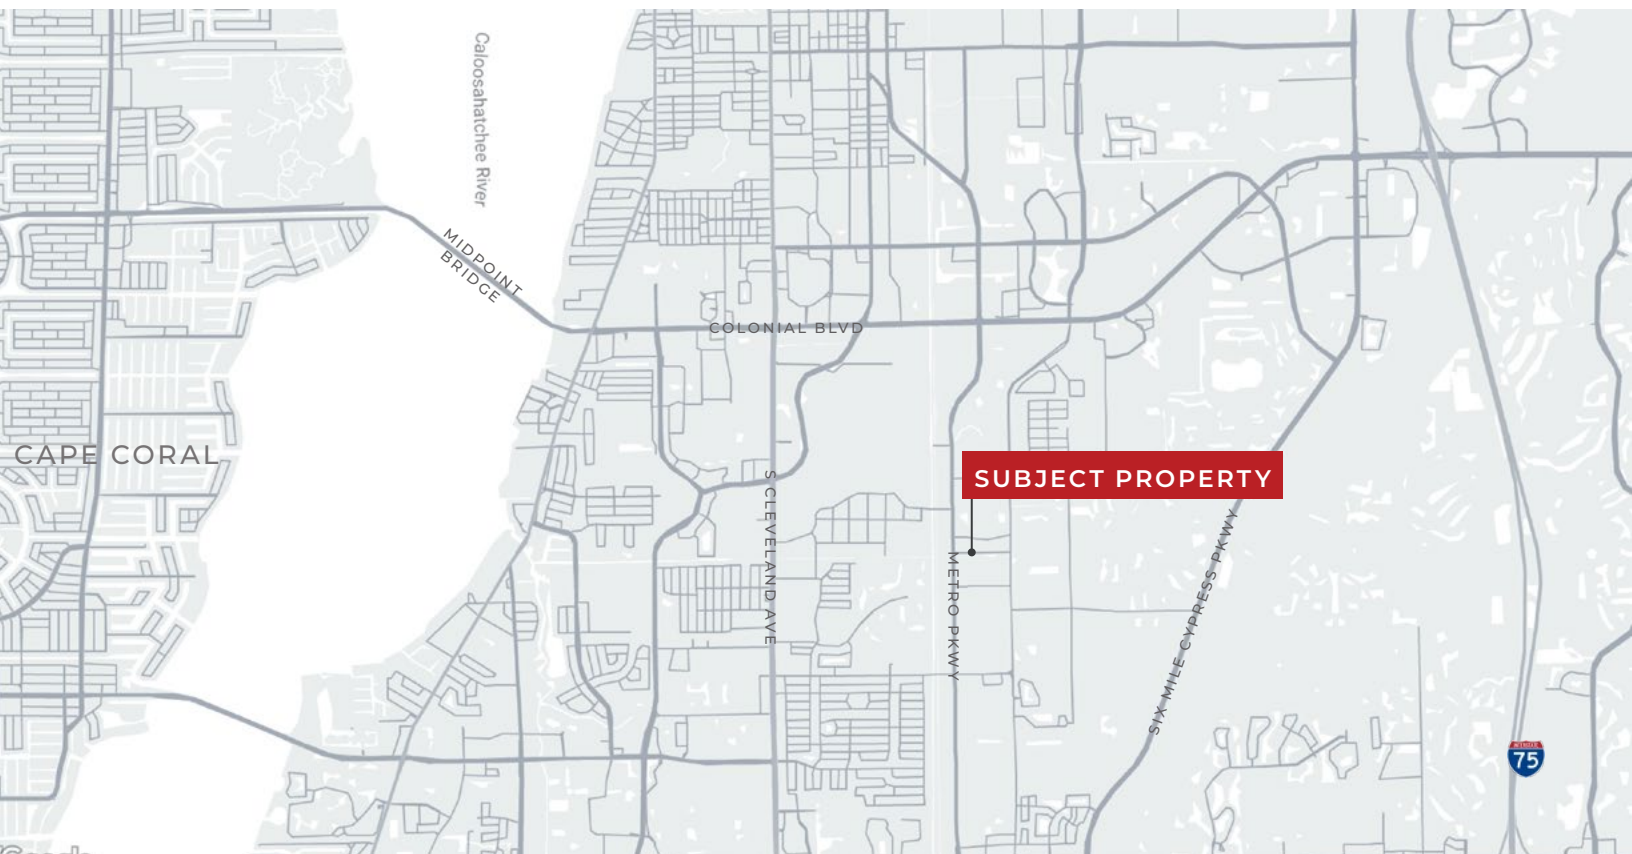 Caloosahatchee River
MIDPOINT
BRIDGE
COLONIAL BLVD
CAPE CORAL
SUBJECT PROPERTY
S CLEVELAND AVE
METRO PKWY
SIX MILE CYPRESS PKWY
INTERSTATE
75